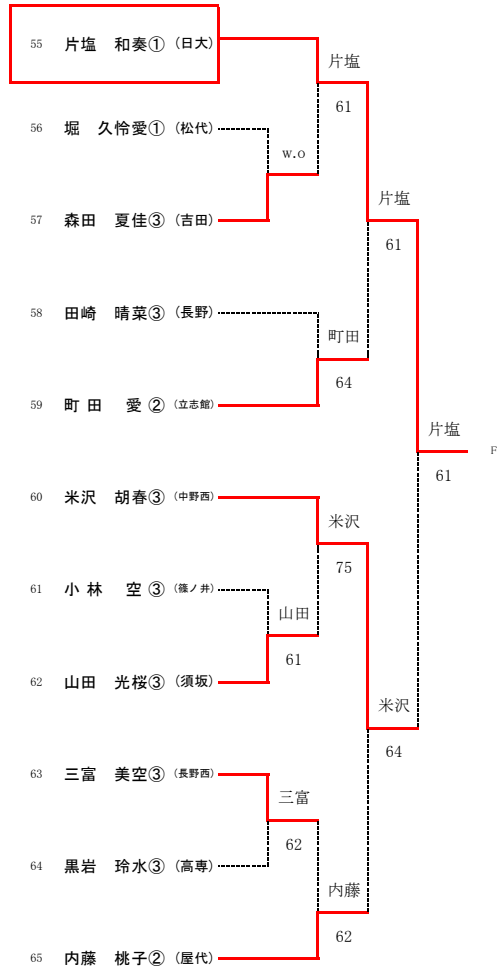 55 片塩 和奏① (日大)
片塩
61
56 堀 久怜愛① (松代)
w.o
57 森田 夏佳③ (吉田)
片塩
61
58 田崎 晴菜③ (長野)
町田
64
59 町田 愛② (立志館)
片塩
61
F
60 米沢 胡春③ (中野西)
米沢
75
61 小林 空③ (篠ノ井)
山田
61
62 山田 光桜③ (須坂)
米沢
64
63 三富 美空③ (長野西)
三富
62
64 黒岩 玲水③ (高専)
内藤
62
65 内藤 桃子② (屋代)